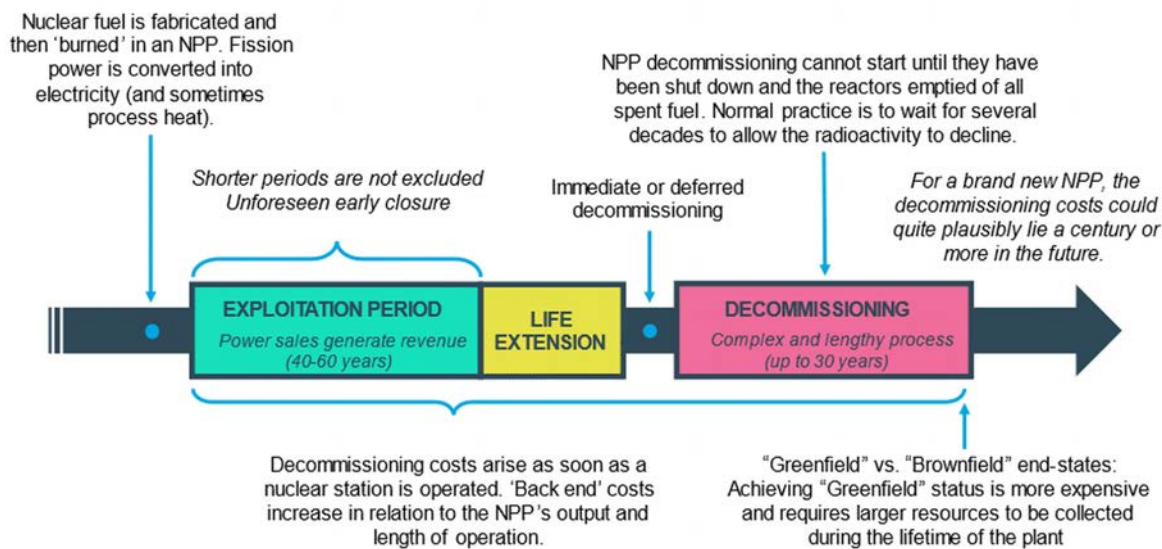 Nuclear fuel is fabricated and
then ‘burned’ in an NPP. Fission
power is converted into
electricity (and sometimes
process heat).
NPP decommissioning cannot start until they have
been shut down and the reactors emptied of all
spent fuel. Normal practice is to wait for several
decades to allow the radioactivity to decline.
Shorter periods are not excluded
Unforeseen early closure
Immediate or deferred
decommissioning
For a brand new NPP, the
decommissioning costs could
quite plausibly lie a century or
more in the future.
EXPLOITATION PERIOD
Power sales generate revenue
(40-60 years)
LIFE
EXTENSION
DECOMMISSIONING
Complex and lengthy process
(up to 30 years)
Decommissioning costs arise as soon as a
nuclear station is operated. ‘Back end’ costs
increase in relation to the NPP’s output and
length of operation.
“Greenfield” vs. “Brownfield” end-states:
Achieving “Greenfield” status is more expensive
and requires larger resources to be collected
during the lifetime of the plant